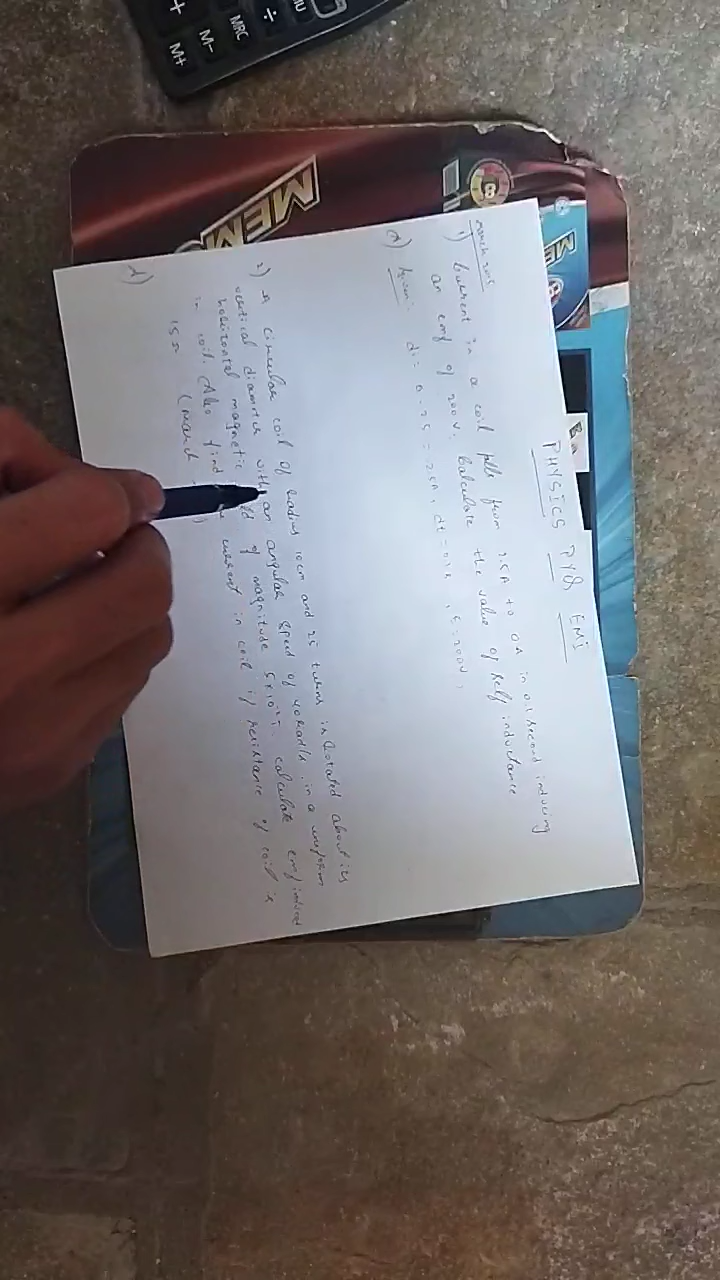 PHYSICS PYQ EMI
March 2015
1) Current in a coil falls from 2.5A to 0A in 0.1 second inducing
an emf of 200V. Calculate the value of self inductance
A) Given: di = 0-2.5 = -2.5A, dt = 0.1s, ε = 200V,
2) A circular coil of radius 10cm and 25 turns is rotated about its
vertical diameter with an angular speed of 40 rad/s, in a uniform
horizontal magnetic of magnitude 5×10⁻²T. calculate emf induced
in coil. Also find current in coil if resistance of coil is
15Ω (March )
A)
MEM
MU
÷
+
MRC
M-
M+
8